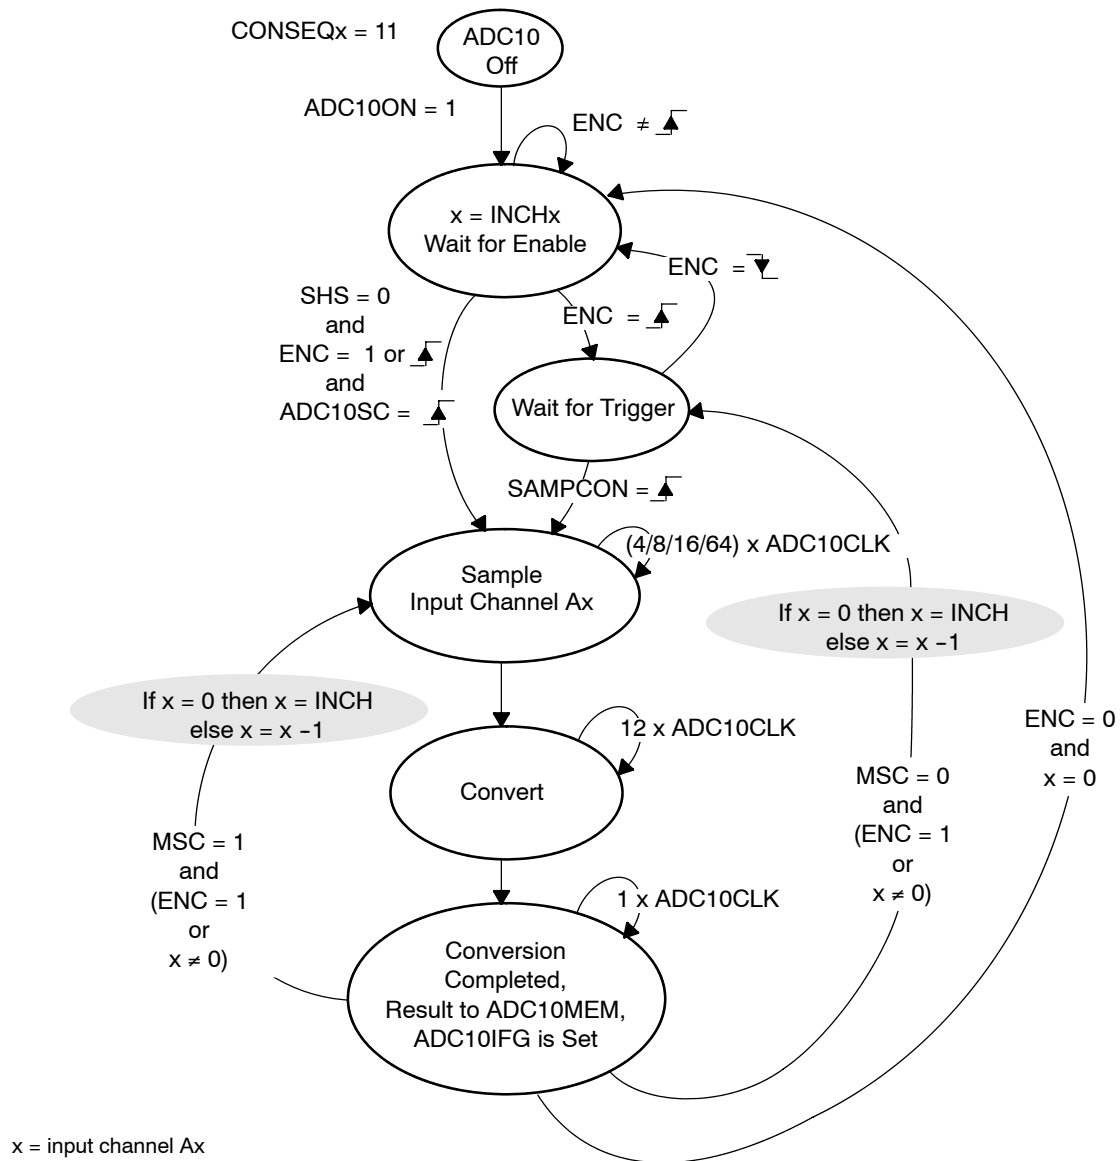 CONSEQx = 11
ADC10
Off
ADC10ON = 1
ENC ≠
x = INCHx
Wait for Enable
ENC =
SHS = 0
and
ENC = 1 or
and
ADC10SC =
ENC =
Wait for Trigger
SAMPCON =
(4/8/16/64) x ADC10CLK
Sample
Input Channel Ax
If x = 0 then x = INCH
else x = x -1
If x = 0 then x = INCH
else x = x -1
12 x ADC10CLK
Convert
ENC = 0
and
x = 0
MSC = 0
and
(ENC = 1
or
x ≠ 0)
MSC = 1
and
(ENC = 1
or
x ≠ 0)
1 x ADC10CLK
Conversion
Completed,
Result to ADC10MEM,
ADC10IFG is Set
x = input channel Ax